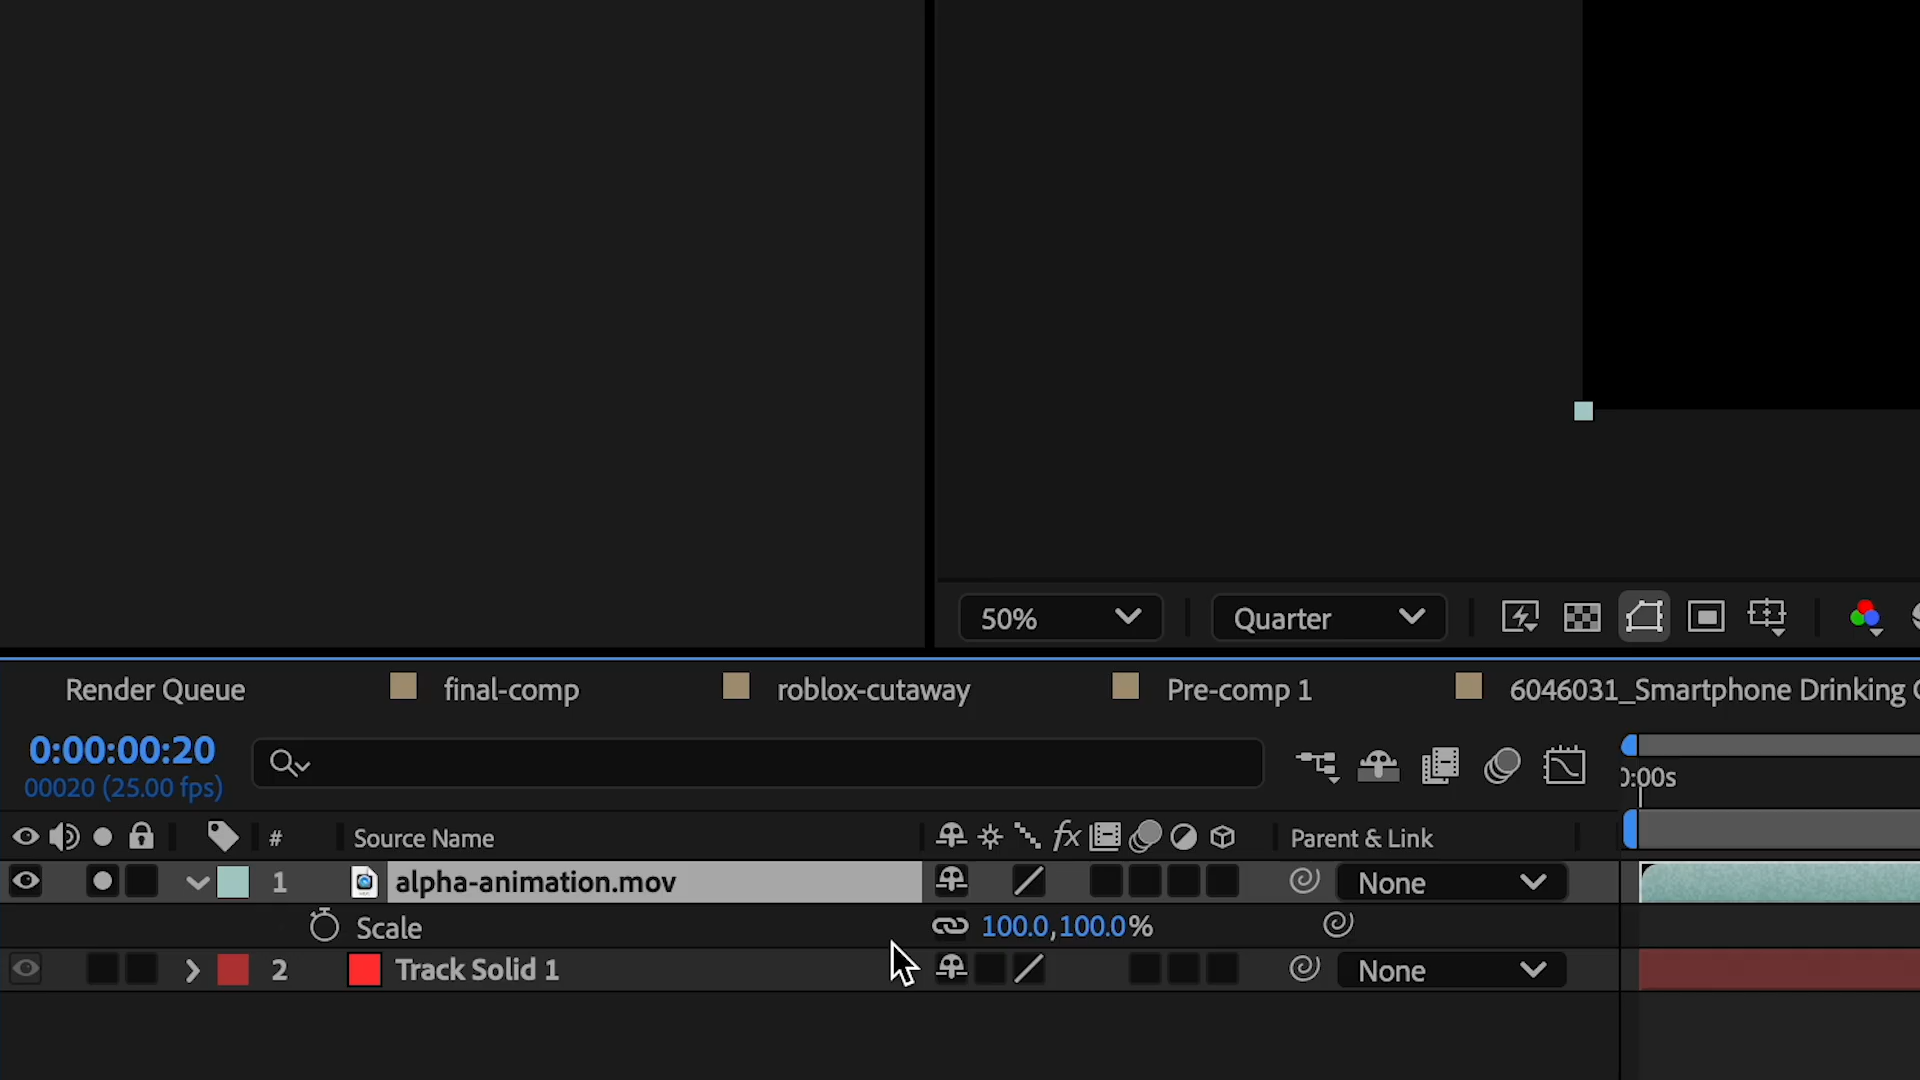 50%
Quarter
Render Queue
final-comp
roblox-cutaway
Pre-comp 1
6046031_Smartphone Drinking
0:00:00:20
00020 (25.00 fps)
0:00s
#
Source Name
fx
Parent & Link
1
alpha-animation.mov
None
Scale
100.0,100.0%
2
Track Solid 1
None